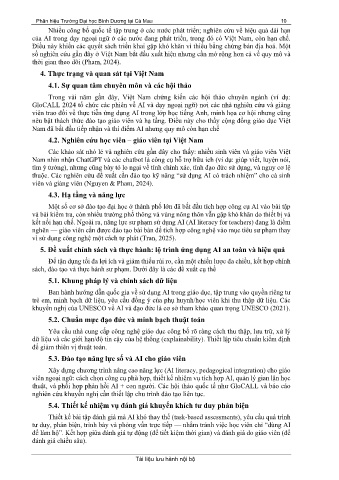 Phân hiệu Trường Đại học Bình Dương tại Cà Mau 10
Nhiều công bố quốc tế tập trung ở các nước phát triển; nghiên cứu về hiệu quả dài hạn
của AI trong dạy ngoại ngữ ở các nước đang phát triển, trong đó có Việt Nam, còn hạn chế.
Điều này khiến các quyết sách triển khai gặp khó khăn vì thiếu bằng chứng bản địa hoá. Một
số nghiên cứu gần đây ở Việt Nam bắt đầu xuất hiện nhưng cần mở rộng hơn cả về quy mô và
thời gian theo dõi (Pham, 2024).
4. Thực trạng và quan sát tại Việt Nam
4.1. Sự quan tâm chuyên môn và các hội thảo
Trong vài năm gần đây, Việt Nam chứng kiến các hội thảo chuyên ngành (ví dụ:
GloCALL 2024 tổ chức các phiên về AI và dạy ngoại ngữ) nơi các nhà nghiên cứu và giảng
viên trao đổi về thực tiễn ứng dụng AI trong lớp học tiếng Anh, minh họa cơ hội nhưng cũng
nêu bật thách thức đào tạo giáo viên và hạ tầng. Điều này cho thấy cộng đồng giáo dục Việt
Nam đã bắt đầu tiếp nhận và thí điểm AI nhưng quy mô còn hạn chế
4.2. Nghiên cứu học viên – giáo viên tại Việt Nam
Các khảo sát nhỏ lẻ và nghiên cứu gần đây cho thấy: nhiều sinh viên và giáo viên Việt
Nam nhìn nhận ChatGPT và các chatbot là công cụ hỗ trợ hữu ích (ví dụ: giúp viết, luyện nói,
tìm ý tưởng), nhưng cũng bày tỏ lo ngại về tính chính xác, tính đạo đức sử dụng, và nguy cơ lệ
thuộc. Các nghiên cứu đề xuất cần đào tạo kỹ năng “sử dụng AI có trách nhiệm” cho cả sinh
viên và giảng viên (Nguyen & Pham, 2024).
4.3. Hạ tầng và năng lực
Một số cơ sở đào tạo đại học ở thành phố lớn đã bắt đầu tích hợp công cụ AI vào bài tập
và bài kiểm tra, còn nhiều trường phổ thông và vùng nông thôn vẫn gặp khó khăn do thiết bị và
kết nối hạn chế. Ngoài ra, năng lực sư phạm sử dụng AI (AI literacy for teachers) đang là điểm
nghẽn — giáo viên cần được đào tạo bài bản để tích hợp công nghệ vào mục tiêu sư phạm thay
vì sử dụng công nghệ một cách tự phát (Tran, 2025).
5. Đề xuất chính sách và thực hành: lộ trình ứng dụng AI an toàn và hiệu quả
Để tận dụng tối đa lợi ích và giảm thiểu rủi ro, cần một chiến lược đa chiều, kết hợp chính
sách, đào tạo và thực hành sư phạm. Dưới đây là các đề xuất cụ thể
5.1. Khung pháp lý và chính sách dữ liệu
Ban hành hướng dẫn quốc gia về sử dụng AI trong giáo dục, tập trung vào quyền riêng tư
trẻ em, minh bạch dữ liệu, yêu cầu đồng ý của phụ huynh/học viên khi thu thập dữ liệu. Các
khuyến nghị của UNESCO về AI và đạo đức là cơ sở tham khảo quan trọng UNESCO (2021).
5.2. Chuẩn mực đạo đức và minh bạch thuật toán
Yêu cầu nhà cung cấp công nghệ giáo dục công bố rõ ràng cách thu thập, lưu trữ, xử lý
dữ liệu và các giới hạn/độ tin cậy của hệ thống (explainability). Thiết lập tiêu chuẩn kiểm định
để giảm thiên vị thuật toán.
5.3. Đào tạo năng lực số và AI cho giáo viên
Xây dựng chương trình nâng cao năng lực (AI literacy, pedagogical integration) cho giáo
viên ngoại ngữ: cách chọn công cụ phù hợp, thiết kế nhiệm vụ tích hợp AI, quản lý gian lận học
thuật, và phối hợp phản hồi AI + con người. Các hội thảo quốc tế như GloCALL và báo cáo
nghiên cứu khuyến nghị cần thiết lập chu trình đào tạo liên tục.
5.4. Thiết kế nhiệm vụ đánh giá khuyến khích tư duy phản biện
Thiết kế bài tập đánh giá mà AI khó thay thế (task-based assessments), yêu cầu quá trình
tư duy, phản biện, trình bày và phỏng vấn trực tiếp — nhằm tránh việc học viên chỉ “dùng AI
để làm bộ”. Kết hợp giữa đánh giá tự động (để tiết kiệm thời gian) và đánh giá do giáo viên (để
đánh giá chiều sâu).
Tài liệu lưu hành nội bộ